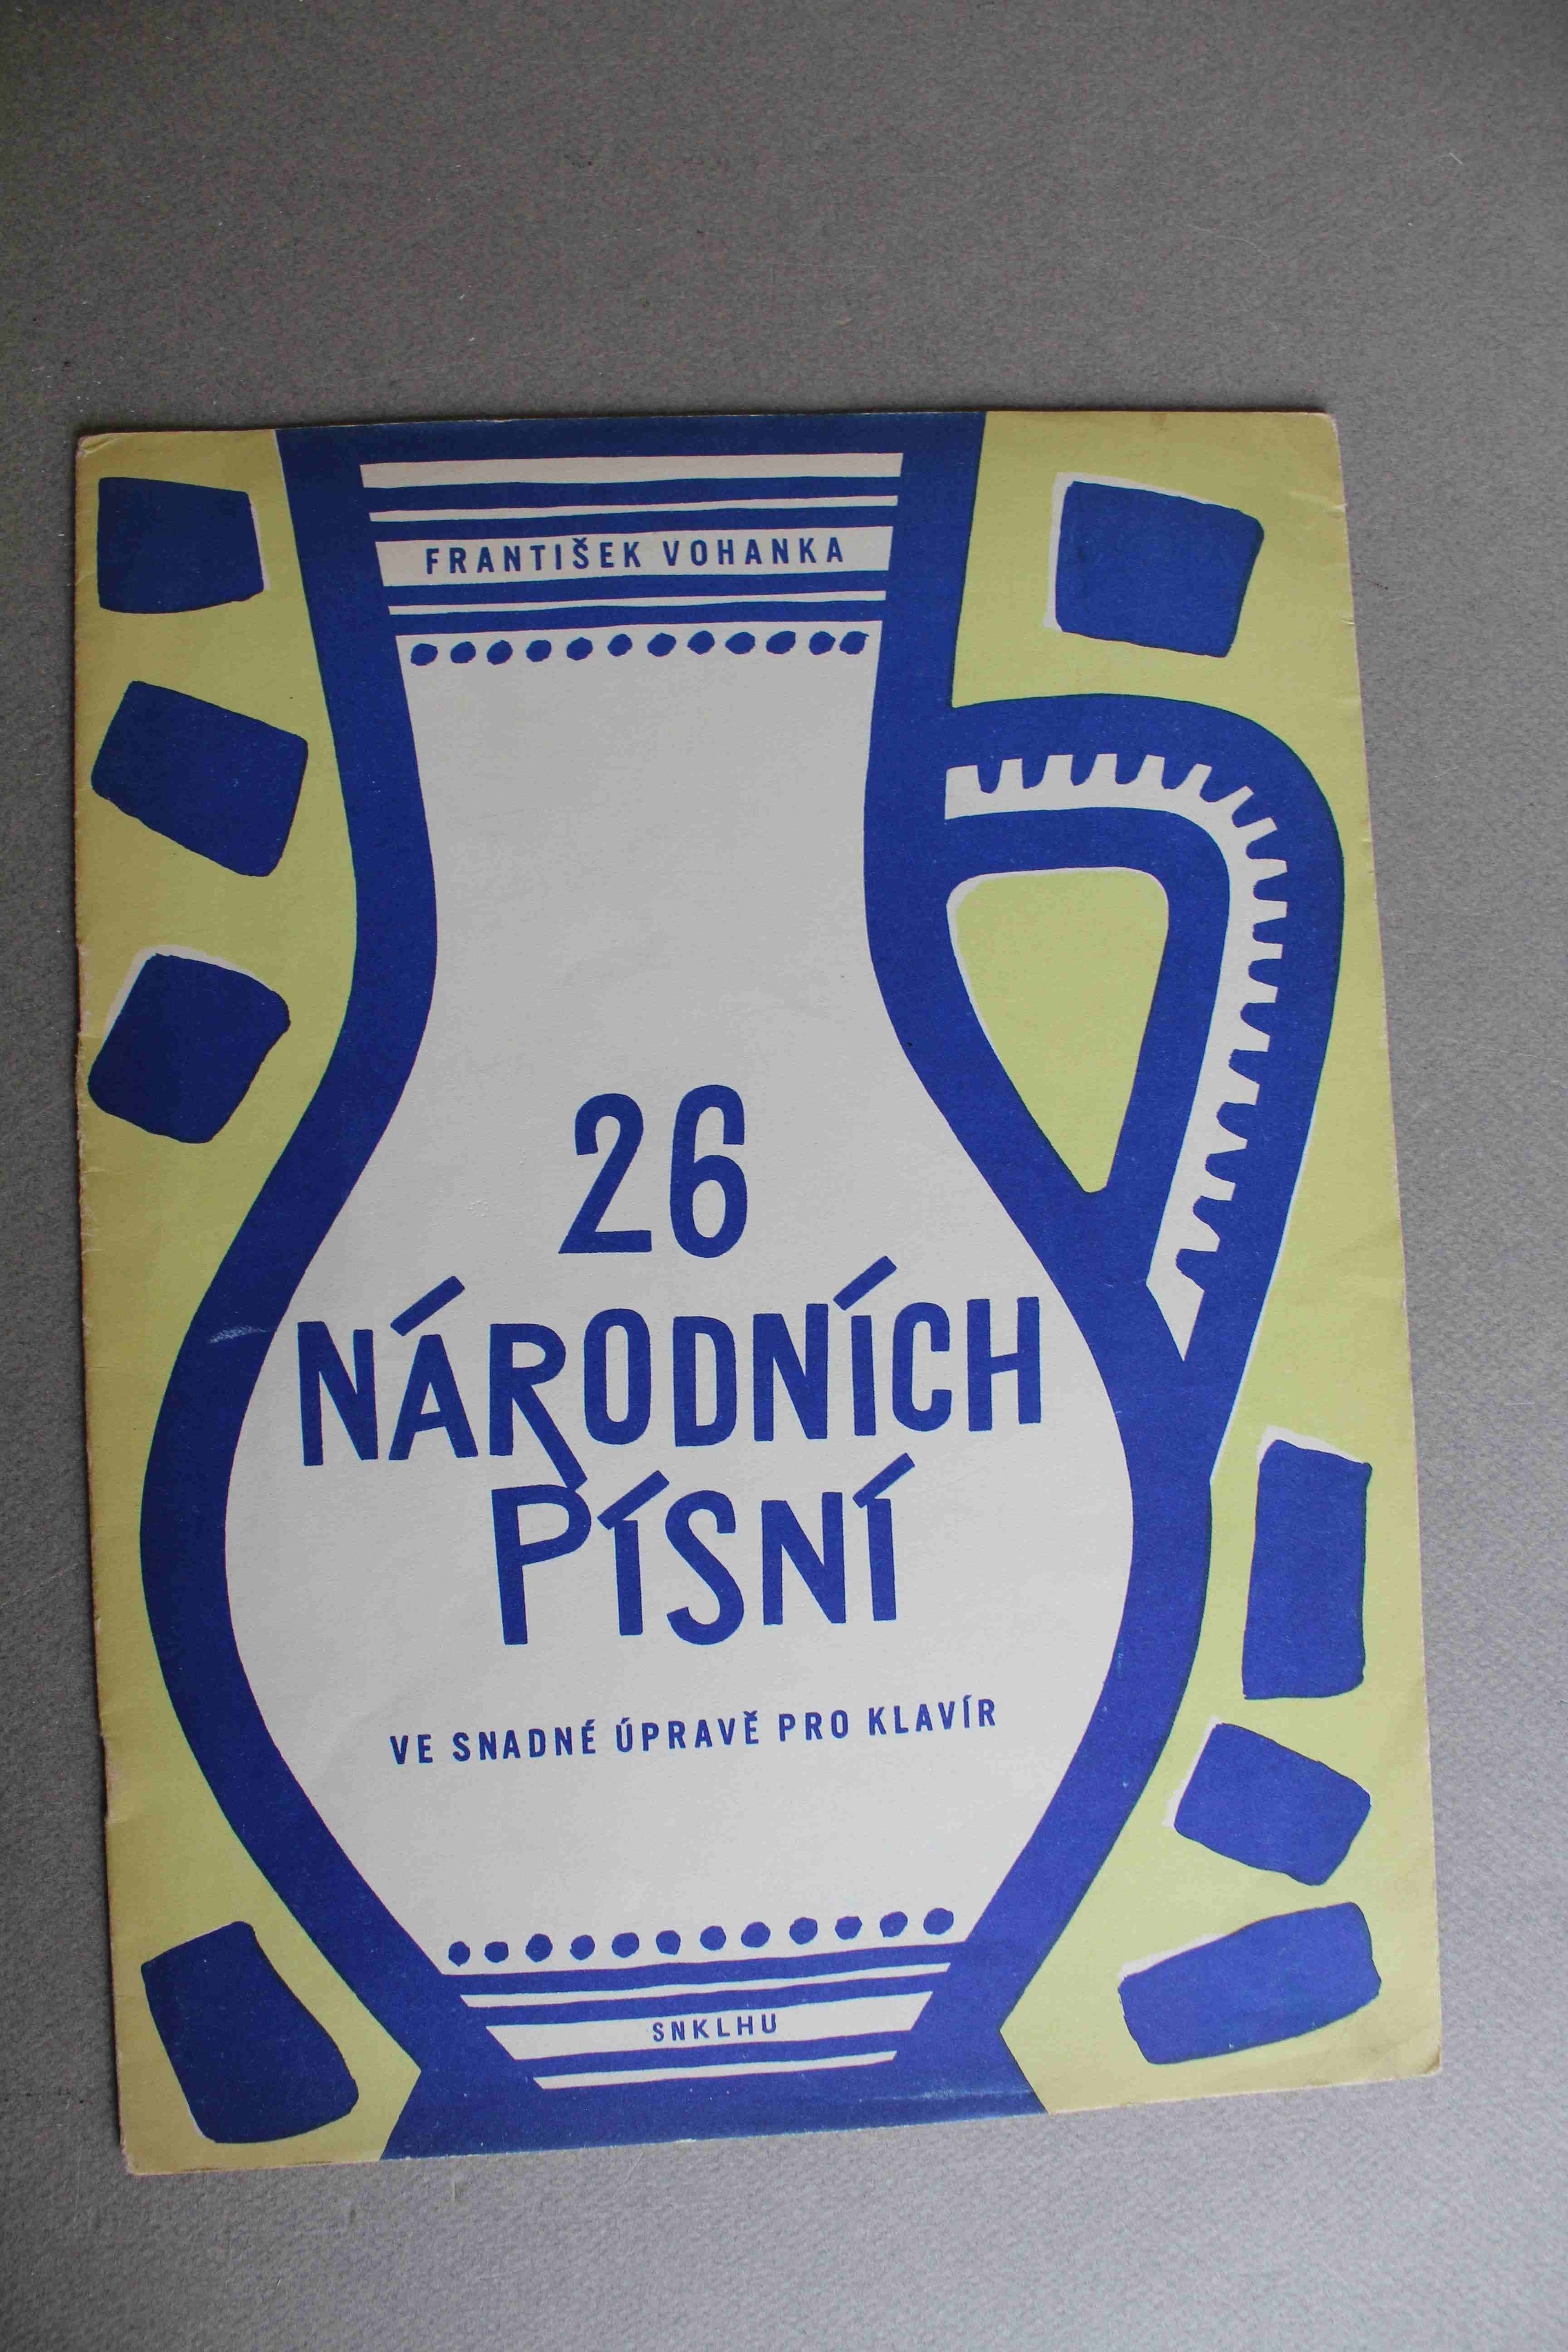 FRANTIŠEK VOHANKA
26
NÁRODNÍCH
PÍSNÍ
VE SNADNÉ ÚPRAVĚ PRO KLAVÍR
SNKLHU